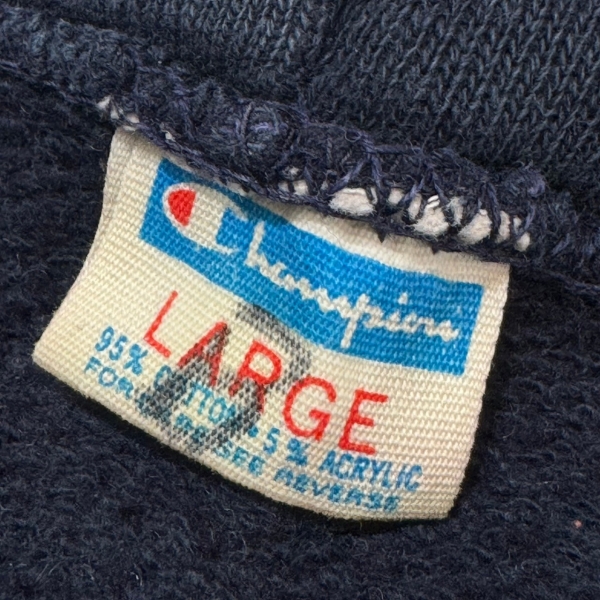 Champion
LARGE
95% COTTON 5% ACRYLIC
FOR SEE REVERSE